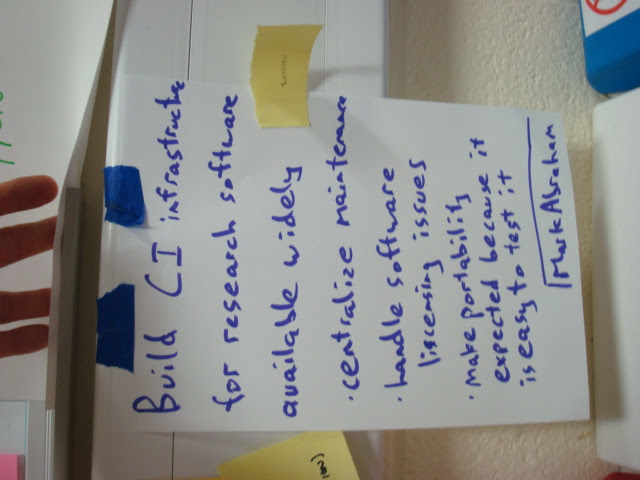 Build CI infrastructure
for research software
available widely
· centralize maintenance
· handle software
liscensing issues
· make portability
expected because it
is easy to test it
Mark Abraham